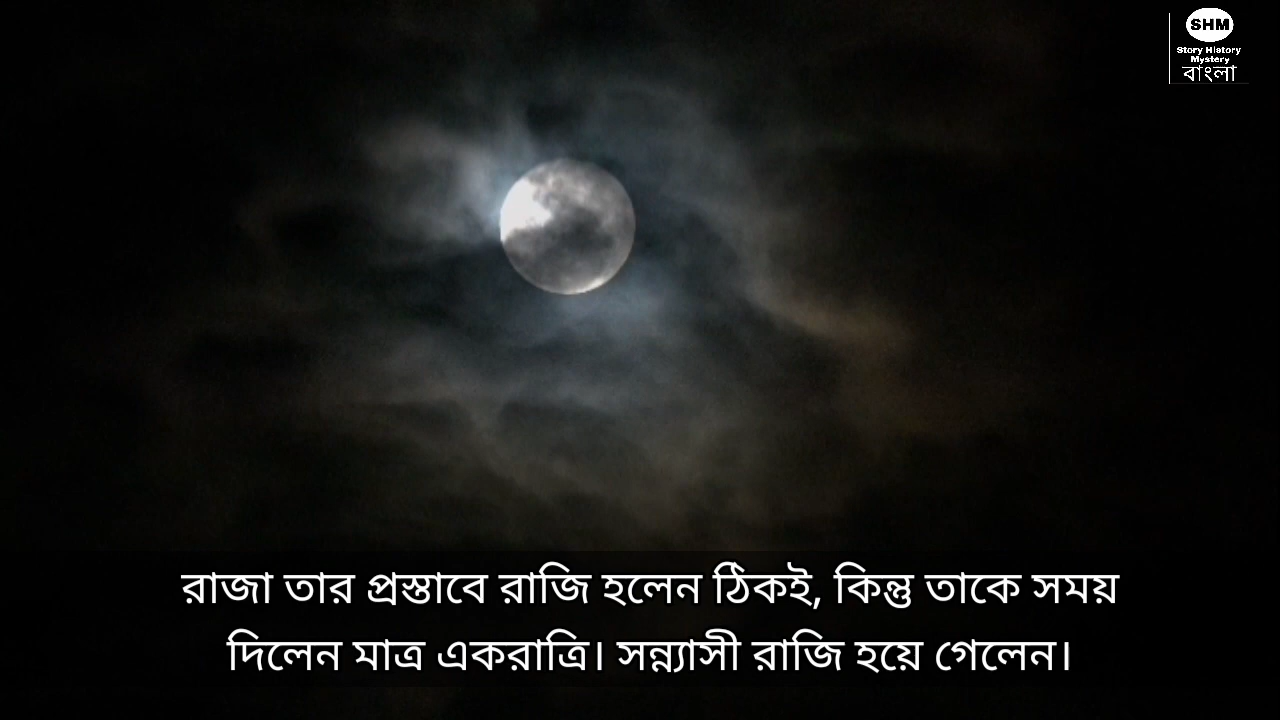 SHM
Story History
Mystery
বাংলা
রাজা তার প্রস্তাবে রাজি হলেন ঠিকই, কিন্তু তাকে সময়
দিলেন মাত্র একরাত্রি। সন্ন্যাসী রাজি হয়ে গেলেন।